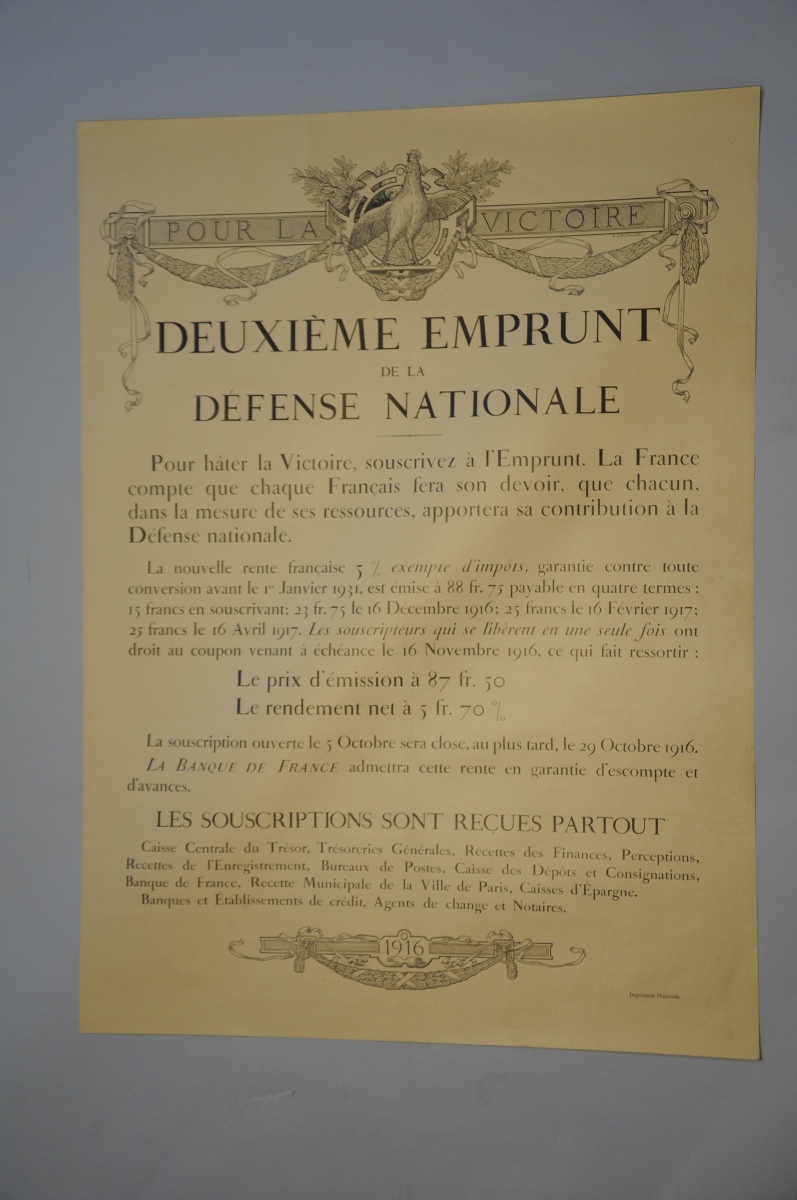 POUR LA VICTOIRE
DEUXIÈME EMPRUNT
DE LA
DÉFENSE NATIONALE
Pour hâter la Victoire, souscrivez à l'Emprunt. La France
compte que chaque Français fera son devoir, que chacun,
dans la mesure de ses ressources, apportera sa contribution à la
Défense nationale.
La nouvelle rente française 5 % exempte d'impôts, garantie contre toute
conversion avant le 1er Janvier 1931, est émise à 88 fr. 75 payable en quatre termes :
15 francs en souscrivant; 23 fr. 75 le 16 Décembre 1916; 25 francs le 16 Février 1917;
25 francs le 16 Avril 1917. Les souscripteurs qui se libèrent en une seule fois ont
droit au coupon venant à échéance le 16 Novembre 1916, ce qui fait ressortir :
Le prix d'émission à 87 fr. 50
Le rendement net à 5 fr. 70 %
La souscription ouverte le 5 Octobre sera close, au plus tard, le 29 Octobre 1916.
LA BANQUE DE FRANCE admettra cette rente en garantie d'escompte et
d'avances.
LES SOUSCRIPTIONS SONT REÇUES PARTOUT
Caisse Centrale du Trésor, Trésoreries Générales, Recettes des Finances, Perceptions,
Recettes de l'Enregistrement, Bureaux de Postes, Caisse des Dépôts et Consignations,
Banque de France, Recette Municipale de la Ville de Paris, Caisses d'Épargne.
Banques et Établissements de crédit, Agents de change et Notaires.
1916
Imprimerie Nationale.